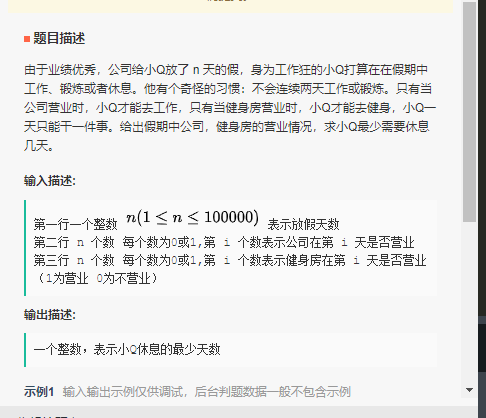 题目描述
由于业绩优秀，公司给小Q放了 n 天的假，身为工作狂的小Q打算在在假期中
工作、锻炼或者休息。他有个奇怪的习惯：不会连续两天工作或锻炼。只有当
公司营业时，小Q才能去工作，只有当健身房营业时，小Q才能去健身，小Q一
天只能干一件事。给出假期中公司，健身房的营业情况，求小Q最少需要休息
几天。
输入描述:
第一行一个整数 n(1 ≤ n ≤ 100000) 表示放假天数
第二行 n 个数 每个数为0或1,第 i 个数表示公司在第 i 天是否营业
第三行 n 个数 每个数为0或1,第 i 个数表示健身房在第 i 天是否营业
（1为营业 0为不营业）
输出描述:
一个整数，表示小Q休息的最少天数
示例1 输入输出示例仅供调试，后台判题数据一般不包含示例